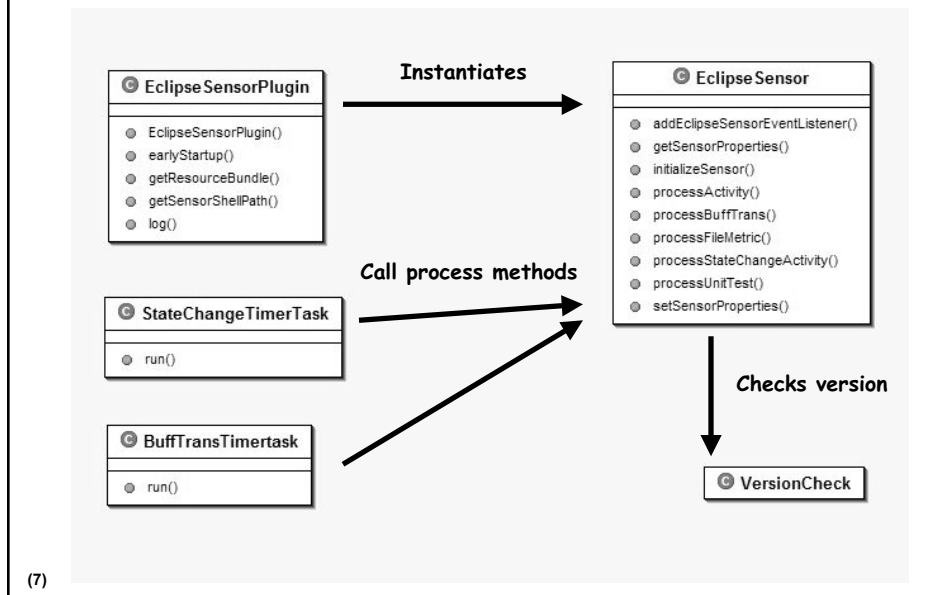 EclipseSensorPlugin
EclipseSensorPlugin()
earlyStartup()
getResourceBundle()
getSensorShellPath()
log()
Instantiates
EclipseSensor
addEclipseSensorEventListener()
getSensorProperties()
initializeSensor()
processActivity()
processBuffTrans()
processFileMetric()
processStateChangeActivity()
processUnitTest()
setSensorProperties()
Call process methods
StateChangeTimerTask
run()
BuffTransTimertask
run()
Checks version
VersionCheck
(7)